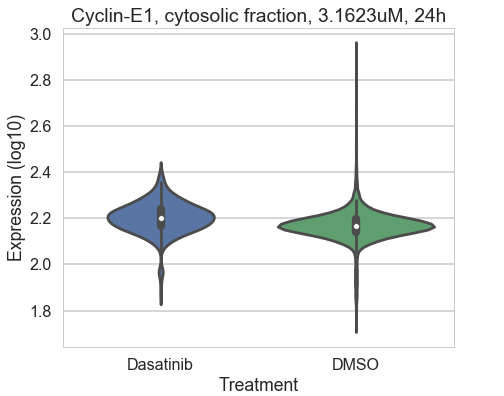 Cyclin-E1, cytosolic fraction, 3.1623uM, 24h
3.0
2.8
2.6
2.4
2.2
2.0
1.8
Expression (log10)
Dasatinib DMSO
Treatment